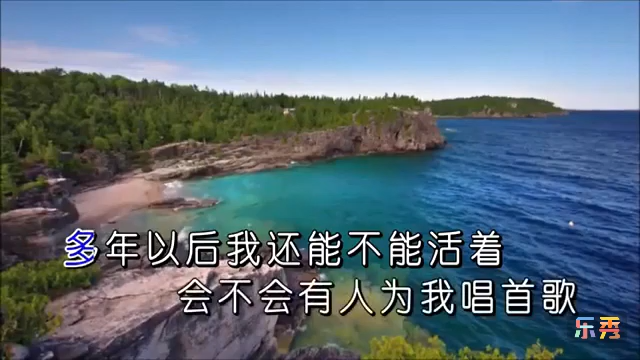 多年以后我还能不能活着
会不会有人为我唱首歌
乐秀